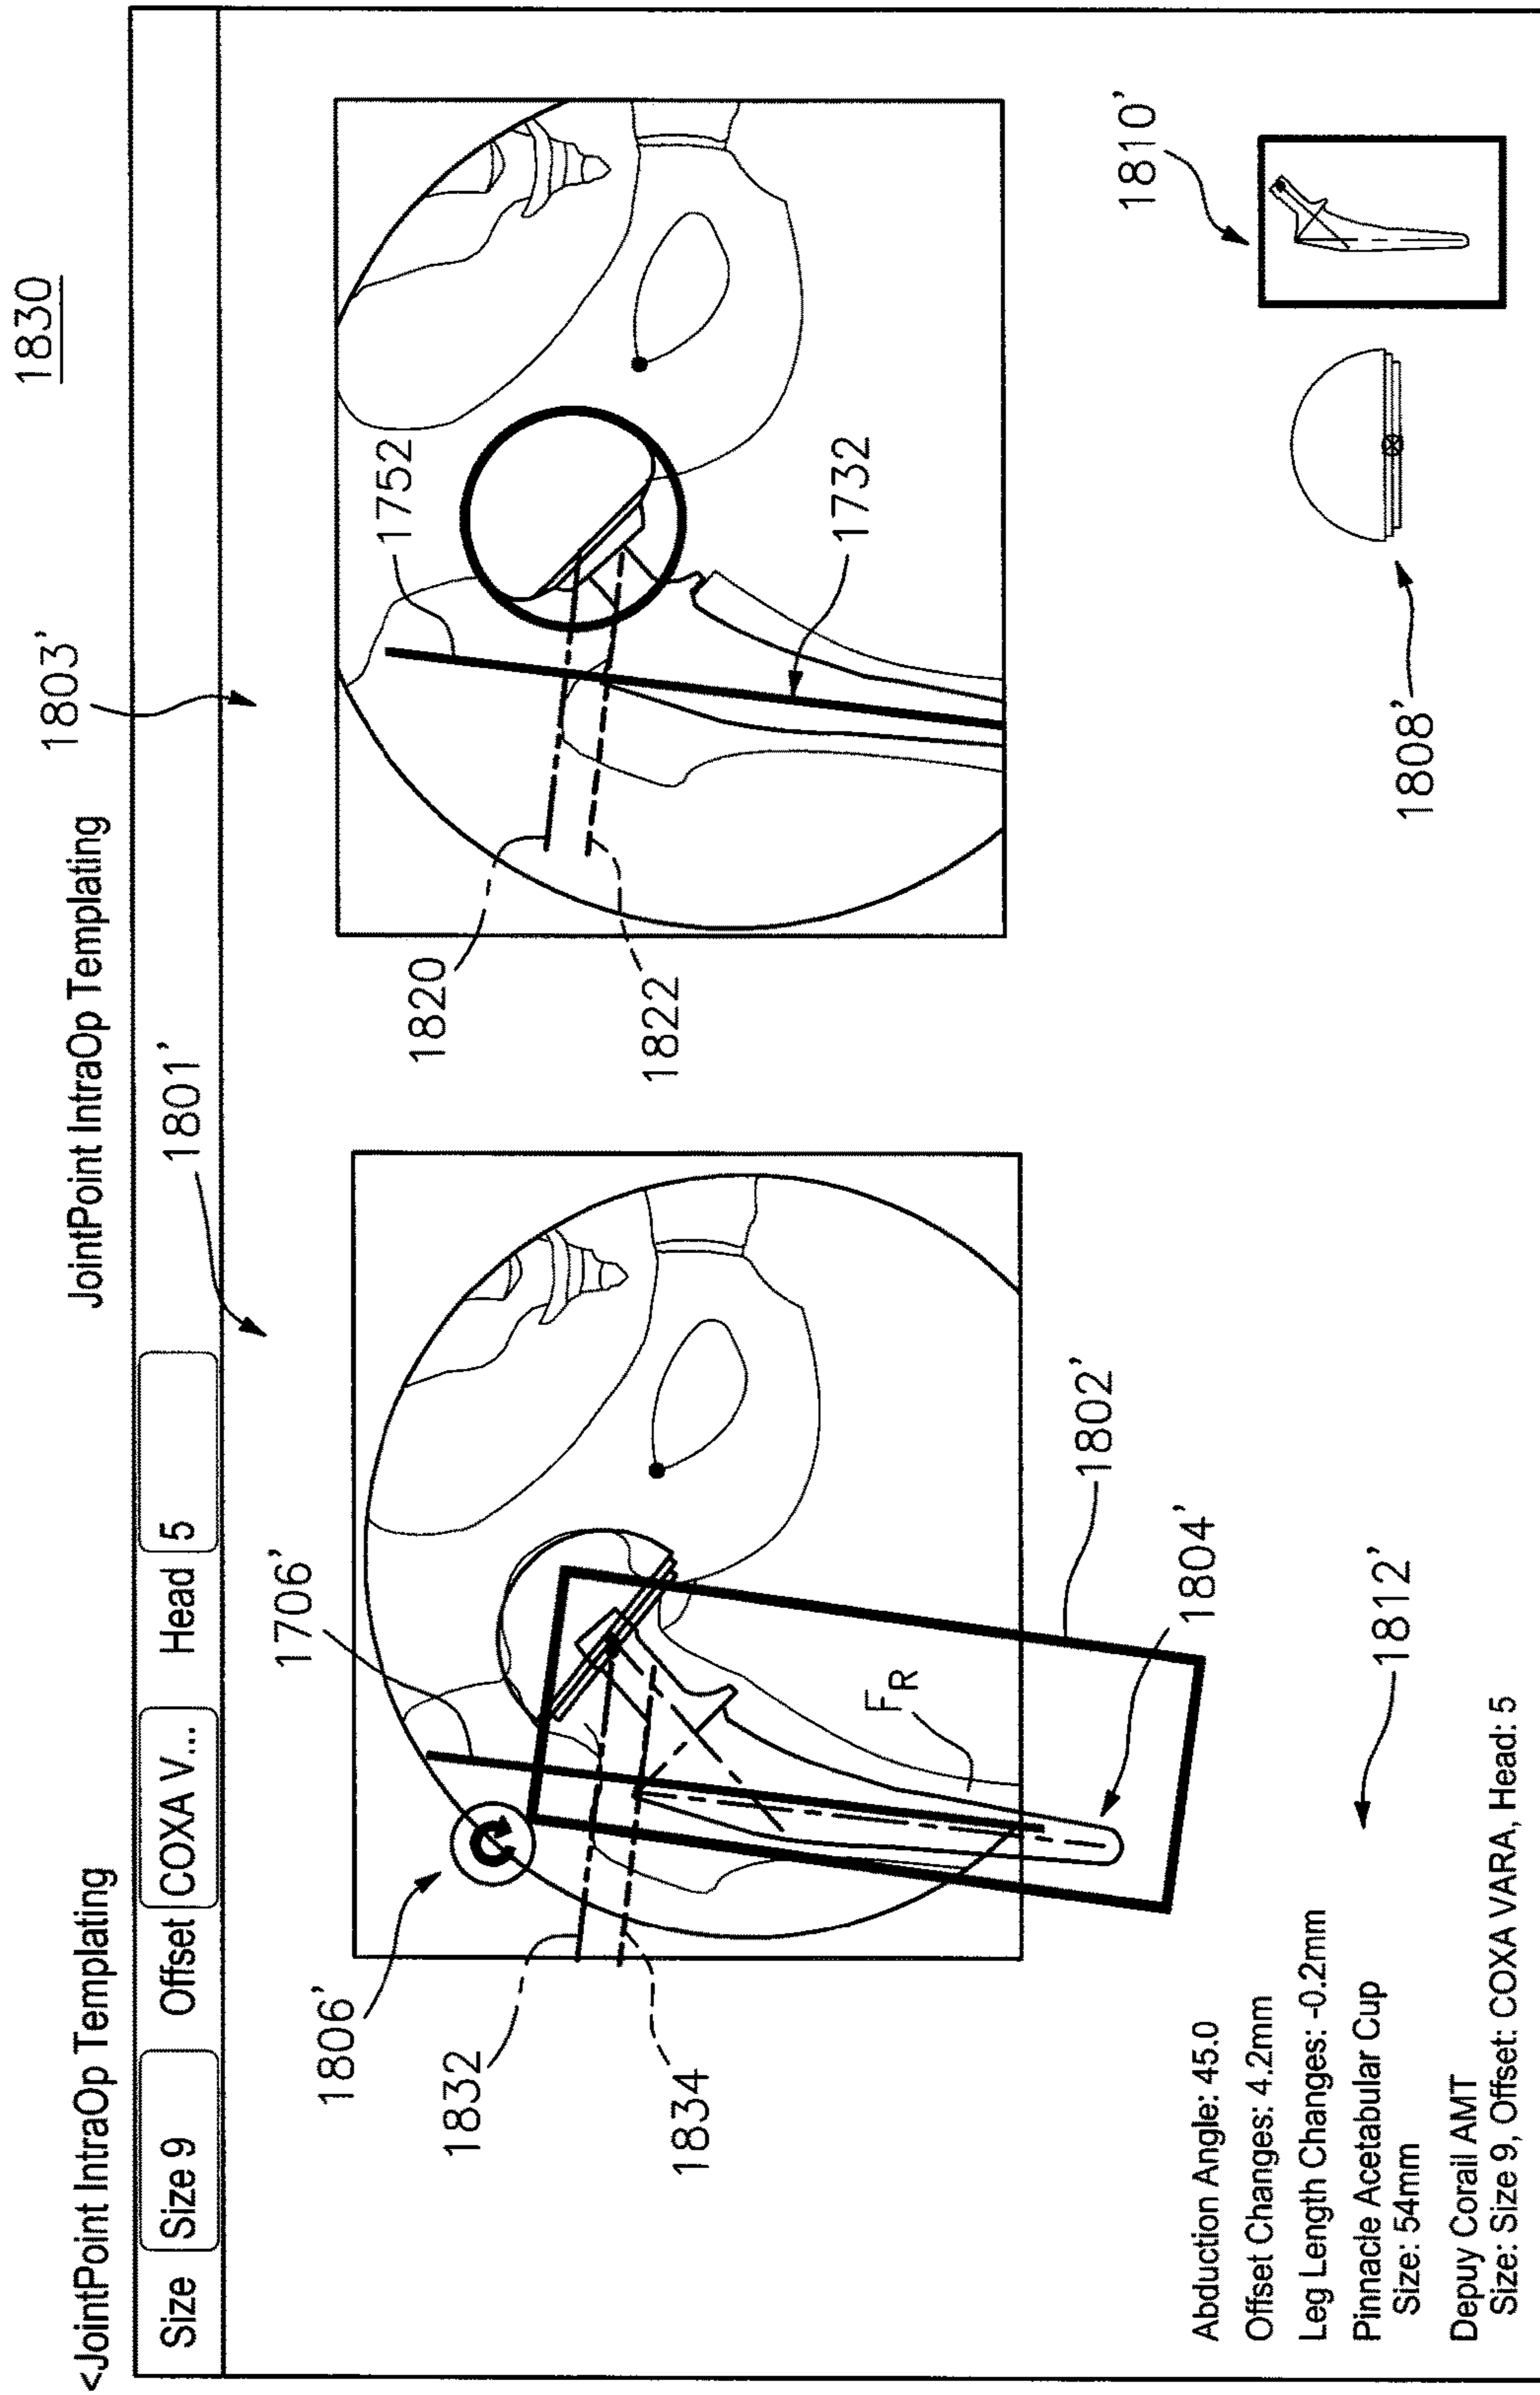 1830
<JointPoint IntraOp Templating
JointPoint IntraOp Templating
Size Size 9 Offset COXA V... Head 5
1801’
1803’
1706’
1806’
1832
1834
1820
1822
1752
1732
FR
1802’
1804’
1812’
1808’
1810’
Abduction Angle: 45.0
Offset Changes: 4.2mm
Leg Length Changes: -0.2mm
Pinnacle Acetabular Cup
Size: 54mm
Depuy Corail AMT
Size: Size 9, Offset: COXA VARA, Head: 5